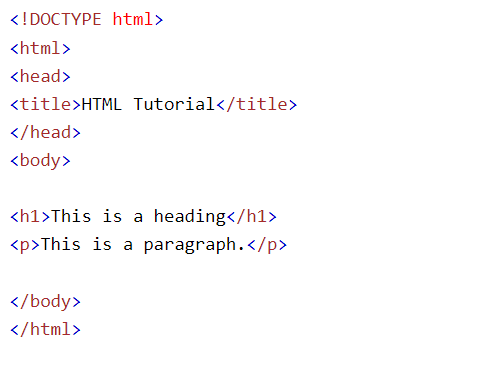 <!DOCTYPE html>
<html>
<head>
<title>HTML Tutorial</title>
</head>
<body>
<h1>This is a heading</h1>
<p>This is a paragraph.</p>
</body>
</html>